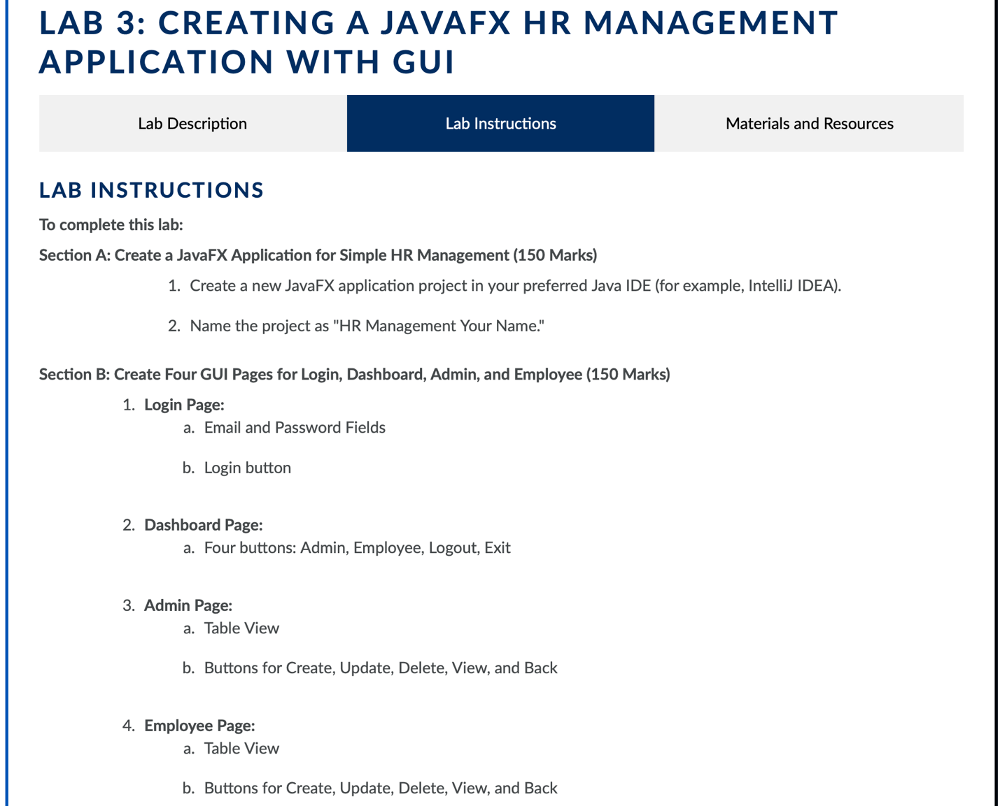 LAB 3: CREATING A JAVAFX HR MANAGEMENT
APPLICATION WITH GUI
Lab Description
Lab Instructions
Materials and Resources
LAB INSTRUCTIONS
To complete this lab:
Section A: Create a JavaFX Application for Simple HR Management (150 Marks)
1. Create a new JavaFX application project in your preferred Java IDE (for example, IntelliJ IDEA).
2. Name the project as "HR Management Your Name."
Section B: Create Four GUI Pages for Login, Dashboard, Admin, and Employee (150 Marks)
1. Login Page:
a. Email and Password Fields
b. Login button
2. Dashboard Page:
a. Four buttons: Admin, Employee, Logout, Exit
3. Admin Page:
a. Table View
b. Buttons for Create, Update, Delete, View, and Back
4. Employee Page:
a. Table View
b. Buttons for Create, Update, Delete, View, and Back